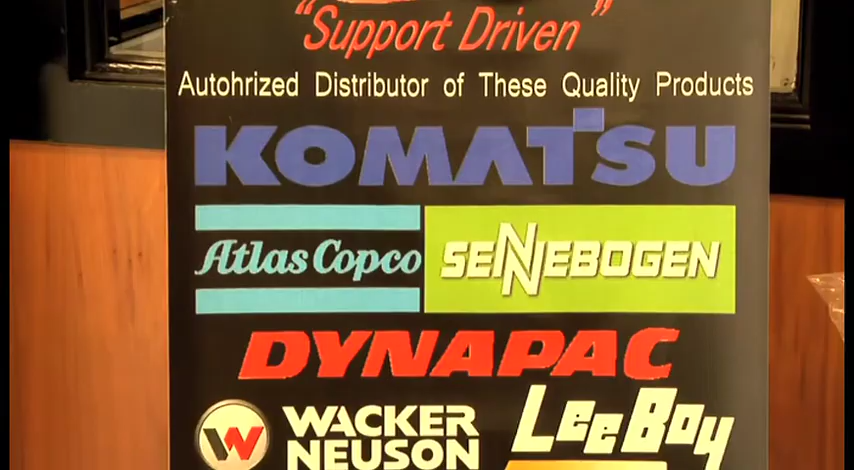 "Support Driven"
Autohrized Distributor of These Quality Products
KOMATSU
Atlas Copco
SENNEBOGEN
DYNAPAC
WACKER
NEUSON
LeeBoy